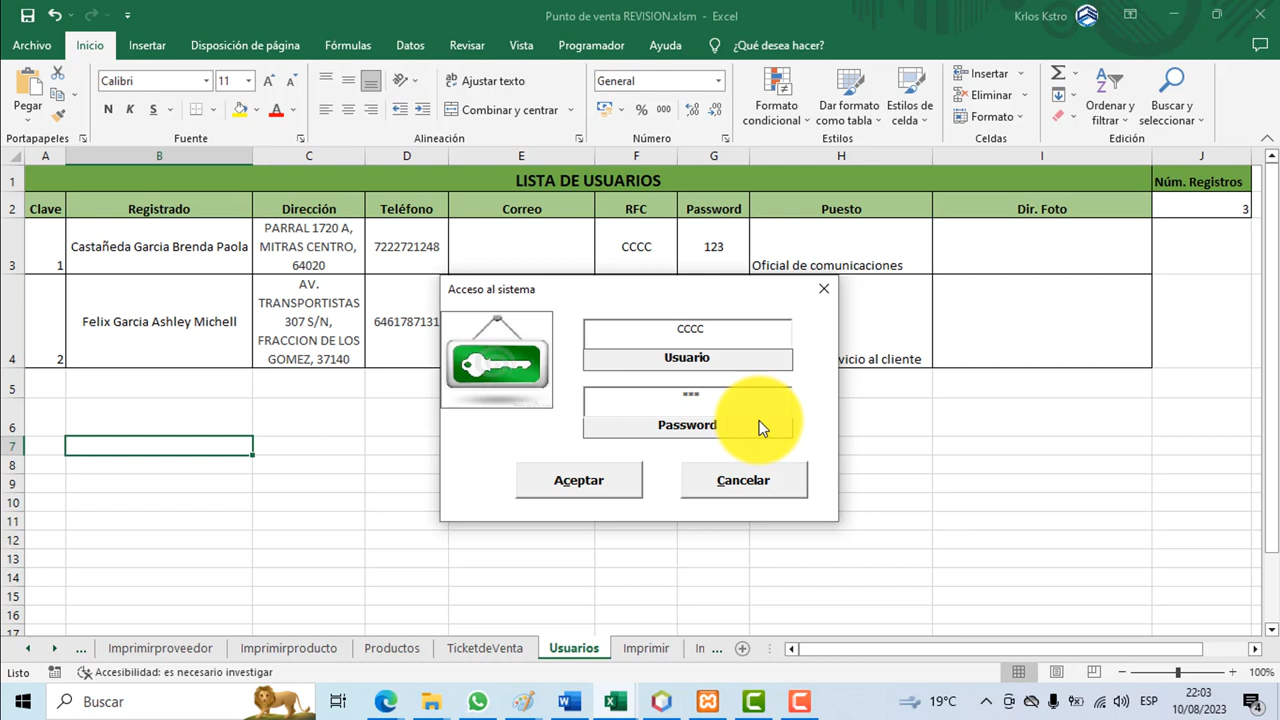 Punto de venta REVISION.xlsm - Excel
Krlos Kstro
Archivo Inicio Insertar Disposición de página Fórmulas Datos Revisar Vista Programador Ayuda ¿Qué desea hacer?
Pegar
Calibri 11
N K S
Ajustar texto
Combinar y centrar
General
% 000
Formato condicional
Dar formato como tabla
Estilos de celda
Insertar
Eliminar
Formato
Ordenar y filtrar
Buscar y seleccionar
Portapapeles Fuente Alineación Número Estilos Celdas Edición
A B C D E F G H I J
1 LISTA DE USUARIOS Núm. Registros
2 Clave Registrado Dirección Teléfono Correo RFC Password Puesto Dir. Foto 3
PARRAL 1720 A,
Castañeda Garcia Brenda Paola MITRAS CENTRO, 7222721248 CCCC 123
3 1 64020 Oficial de comunicaciones
AV.
TRANSPORTISTAS
Felix Garcia Ashley Michell 307 S/N, 6461787131
FRACCION DE LOS
4 2 GOMEZ, 37140 vicio al cliente
5
6
7
8
9
10
11
12
13
14
15
16
17
Acceso al sistema
CCCC
Usuario
***
Password
Aceptar Cancelar
... Imprimirproveedor Imprimirproducto Productos TicketdeVenta Usuarios Imprimir In ...
Listo Accesibilidad: es necesario investigar 100%
Buscar
19°C
ESP
22:03
10/08/2023
4